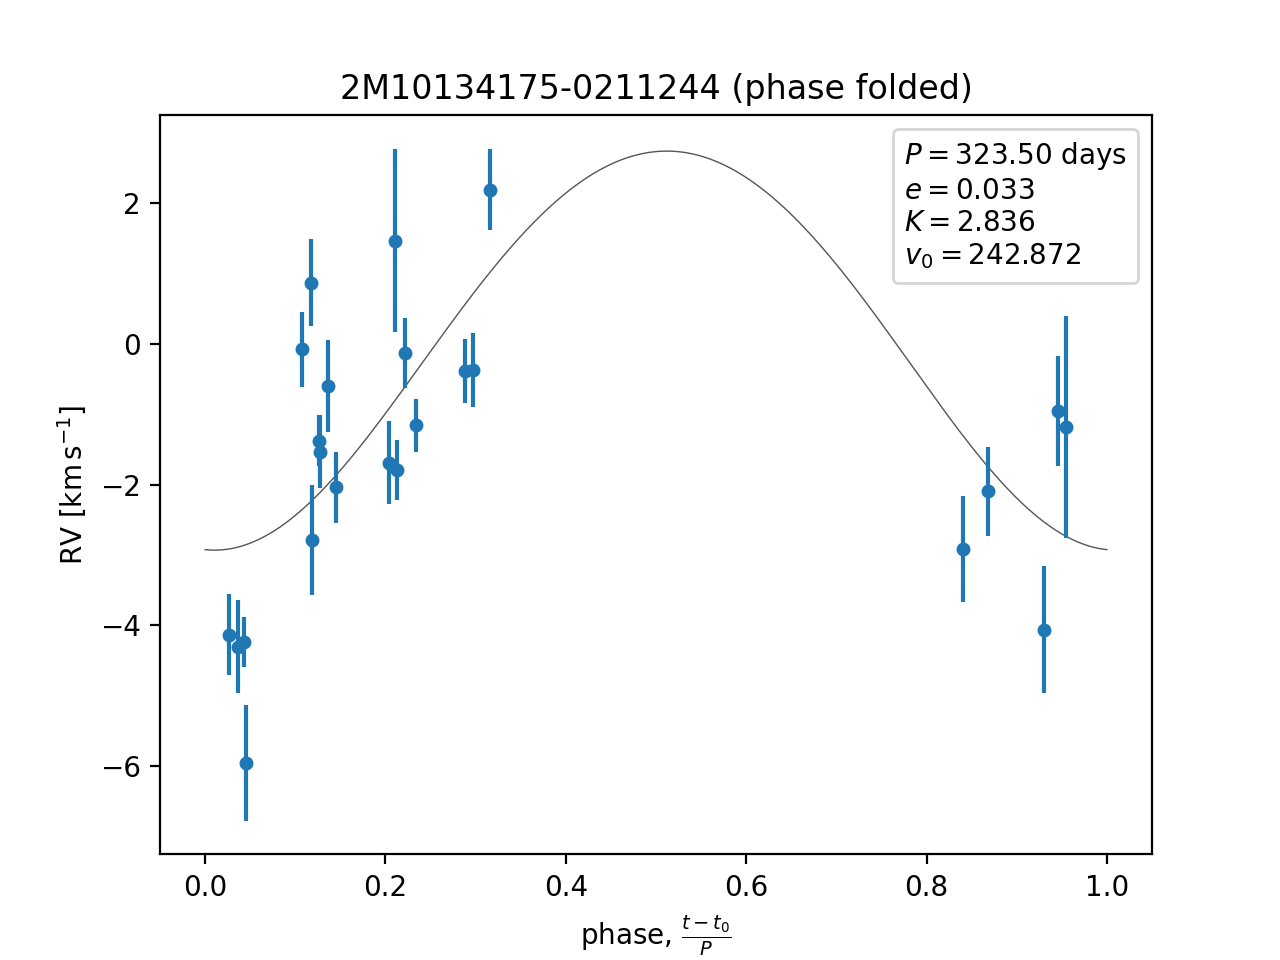 2M10134175-0211244 (phase folded)
P = 323.50 days
e = 0.033
K = 2.836
v₀ = 242.872
RV [km s⁻¹]
2
0
−2
−4
−6
0.0 0.2 0.4 0.6 0.8 1.0
phase, (t − t₀)/P